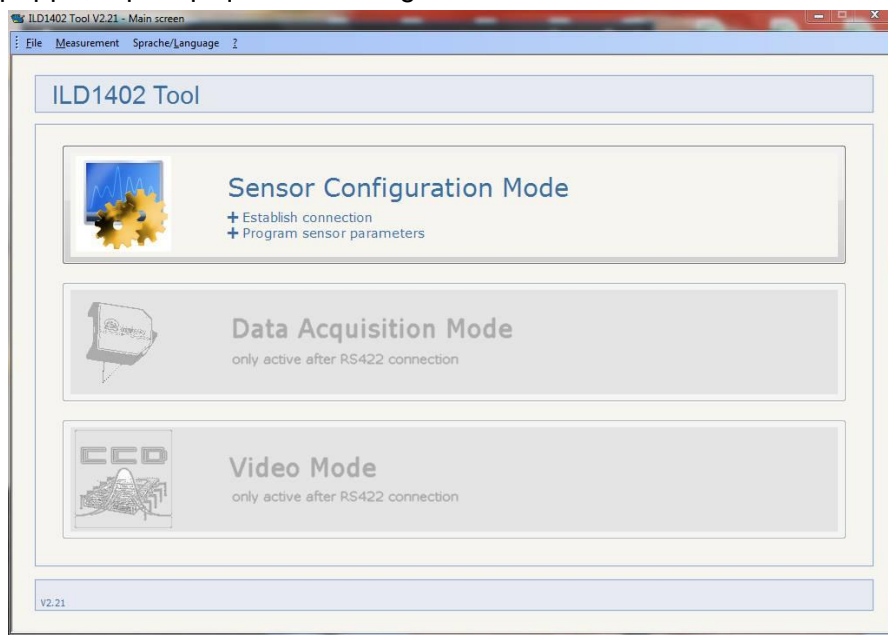 ILD1402 Tool V2.21 - Main screen
File Measurement Sprache/Language ?
ILD1402 Tool
Sensor Configuration Mode
+ Establish connection
+ Program sensor parameters
Data Acquisition Mode
only active after RS422 connection
CCD
Video Mode
only active after RS422 connection
V2.21